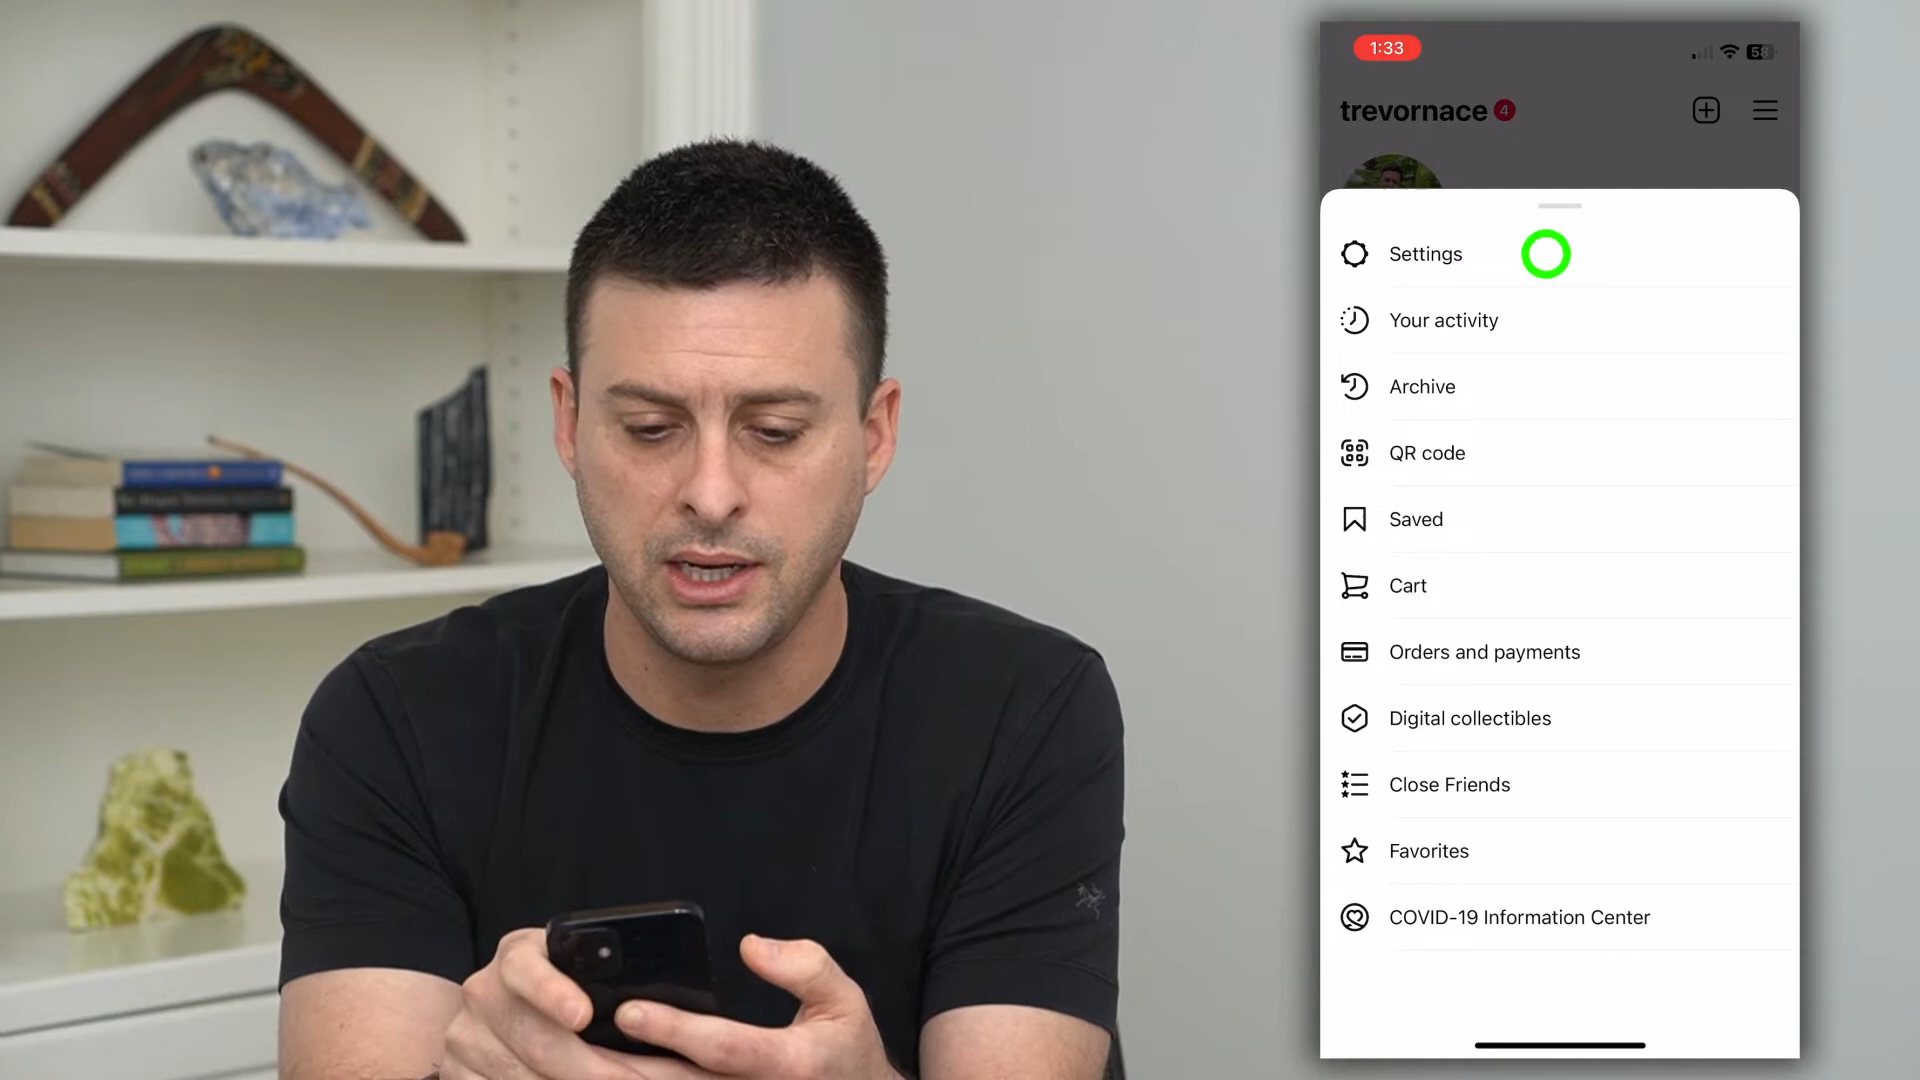 1:33
58
trevornace 4
Settings
Your activity
Archive
QR code
Saved
Cart
Orders and payments
Digital collectibles
Close Friends
Favorites
COVID-19 Information Center